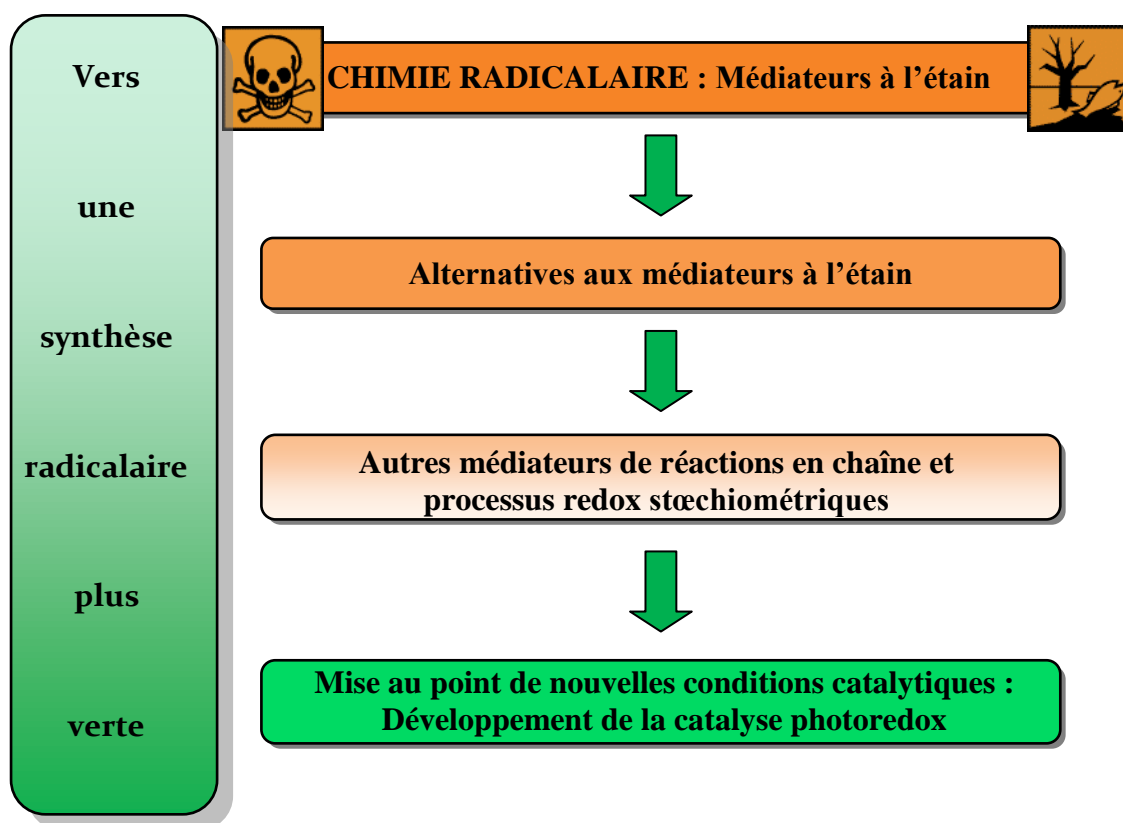 Vers
une
synthèse
radicalaire
plus
verte
CHIMIE RADICALAIRE : Médiateurs à l'étain
Alternatives aux médiateurs à l'étain
Autres médiateurs de réactions en chaîne et
processus redox stœchiométriques
Mise au point de nouvelles conditions catalytiques :
Développement de la catalyse photoredox